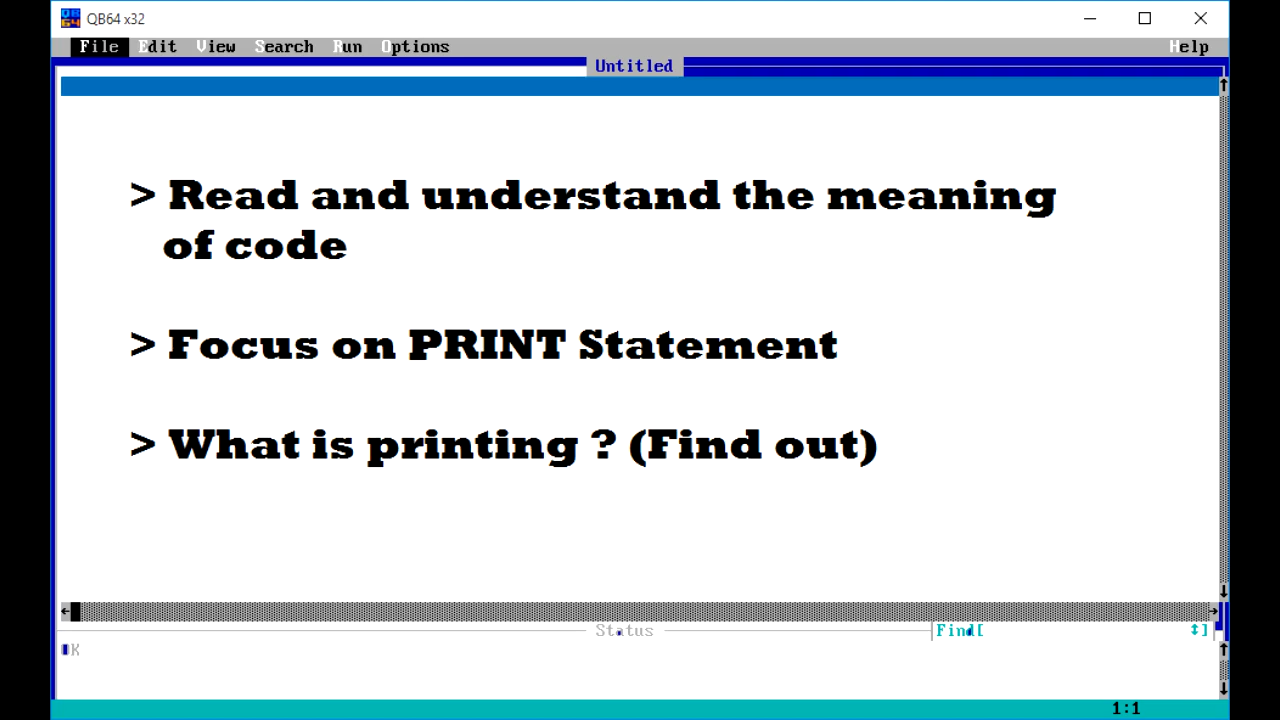 QB64 x32
File Edit View Search Run Options Help
Untitled
> Read and understand the meaning
of code
> Focus on PRINT Statement
> What is printing ? (Find out)
Status Find[ ]
OK
1:1